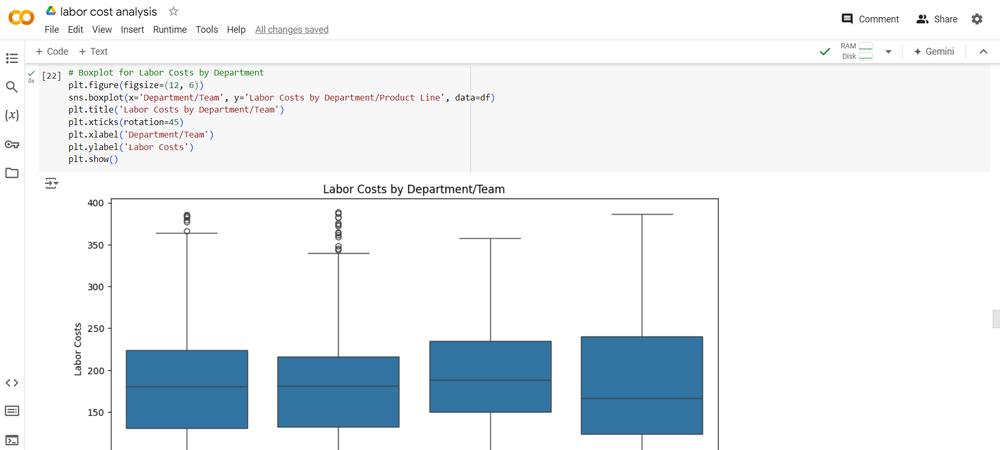 labor cost analysis
Comment
Share
File Edit View Insert Runtime Tools Help All changes saved
+ Code + Text
RAM
Disk
Gemini
0s
[22]
# Boxplot for Labor Costs by Department
plt.figure(figsize=(12, 6))
sns.boxplot(x='Department/Team', y='Labor Costs by Department/Product Line', data=df)
plt.title('Labor Costs by Department/Team')
plt.xticks(rotation=45)
plt.xlabel('Department/Team')
plt.ylabel('Labor Costs')
plt.show()
{x}
Labor Costs by Department/Team
400
350
300
250
200
150
Labor Costs